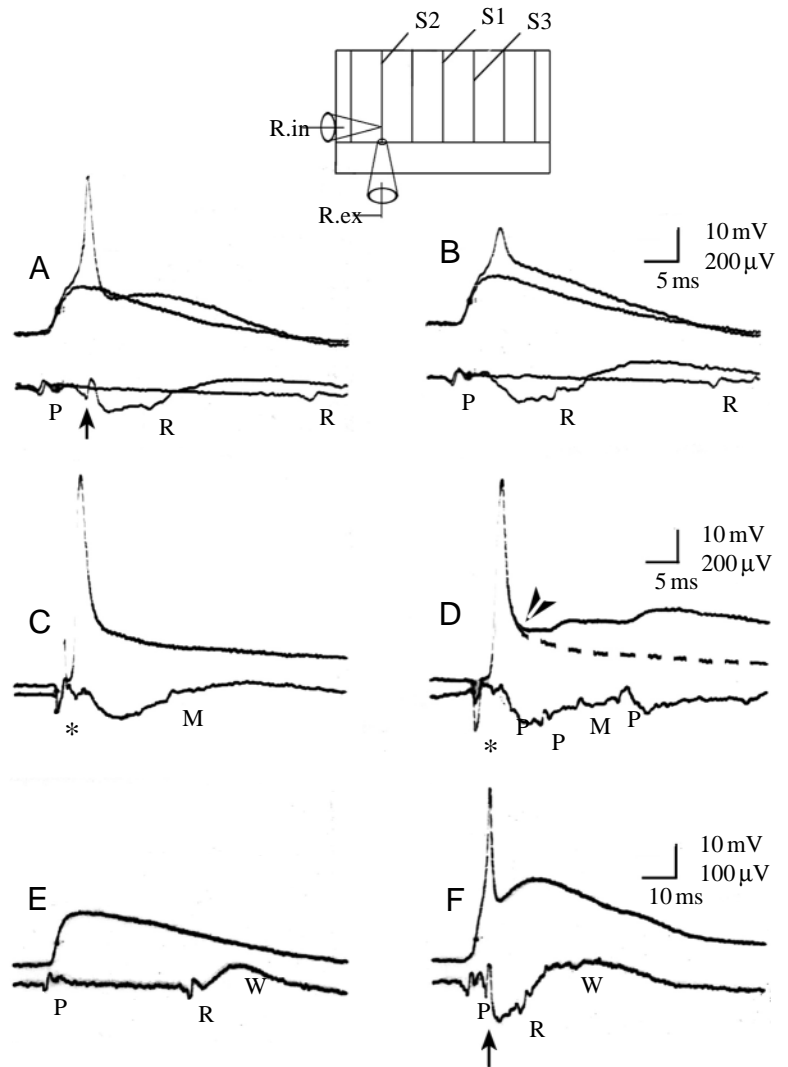 S2 S1 S3
R.in
R.ex
A
B
10 mV
200 μV
5 ms
P R R
P R R
C
D
10 mV
200 μV
5 ms
* M
* P P M P
E
F
10 mV
100 μV
10 ms
P R W
P R W